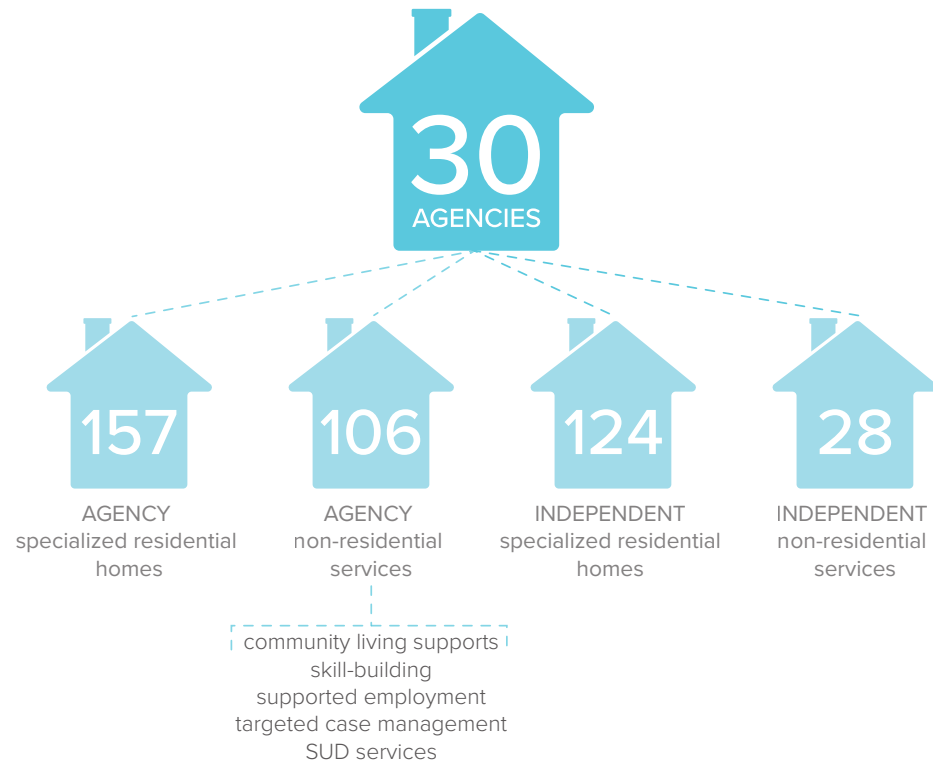 30
AGENCIES
157
AGENCY
specialized residential
homes
106
AGENCY
non-residential
services
community living supports
skill-building
supported employment
targeted case management
SUD services
124
INDEPENDENT
specialized residential
homes
28
INDEPENDENT
non-residential
services